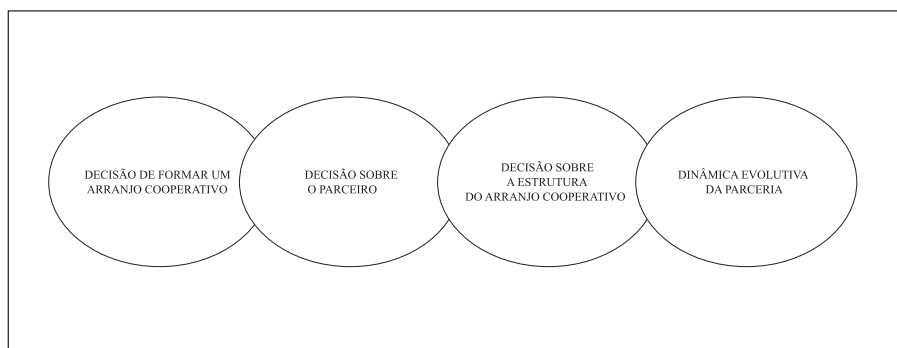 DECISÃO DE FORMAR UM
ARRANJO COOPERATIVO
DECISÃO SOBRE
O PARCEIRO
DECISÃO SOBRE
A ESTRUTURA
DO ARRANJO COOPERATIVO
DINÂMICA EVOLUTIVA
DA PARCERIA